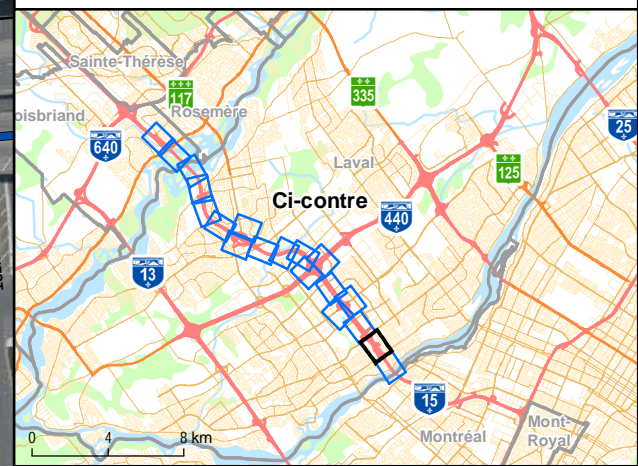 Sainte-Thérèse
117
335
oisbriand
Rosemère
25
640
Laval
125
Ci-contre
440
13
15
Mont-
Royal
Montréal
0 4 8 km